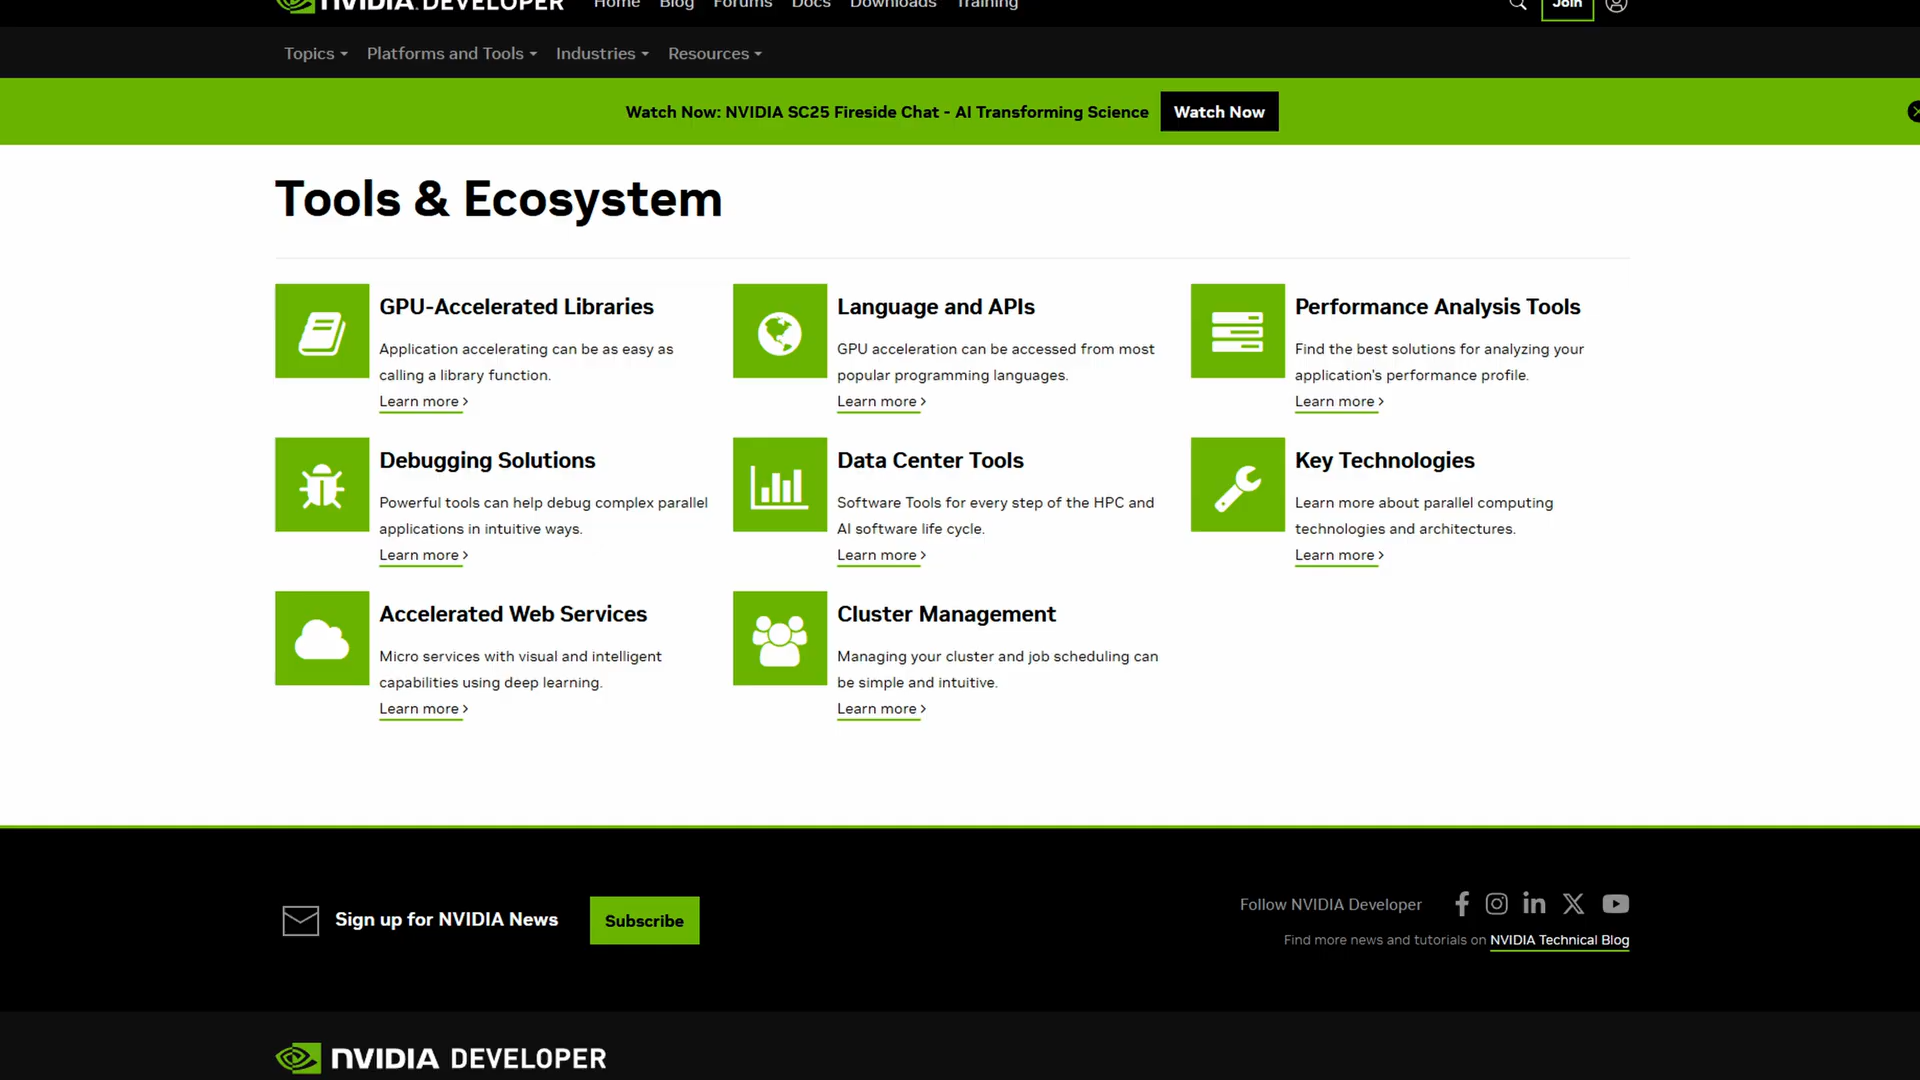 NVIDIA. DEVELOPER
Home Blog Forums Docs Downloads Training
Join
Topics Platforms and Tools Industries Resources
Watch Now: NVIDIA SC25 Fireside Chat - AI Transforming Science
Watch Now
Tools & Ecosystem
GPU-Accelerated Libraries
Application accelerating can be as easy as
calling a library function.
Learn more
Language and APIs
GPU acceleration can be accessed from most
popular programming languages.
Learn more
Performance Analysis Tools
Find the best solutions for analyzing your
application's performance profile.
Learn more
Debugging Solutions
Powerful tools can help debug complex parallel
applications in intuitive ways.
Learn more
Data Center Tools
Software Tools for every step of the HPC and
AI software life cycle.
Learn more
Key Technologies
Learn more about parallel computing
technologies and architectures.
Learn more
Accelerated Web Services
Micro services with visual and intelligent
capabilities using deep learning.
Learn more
Cluster Management
Managing your cluster and job scheduling can
be simple and intuitive.
Learn more
Sign up for NVIDIA News
Subscribe
Follow NVIDIA Developer
Find more news and tutorials on NVIDIA Technical Blog
NVIDIA DEVELOPER